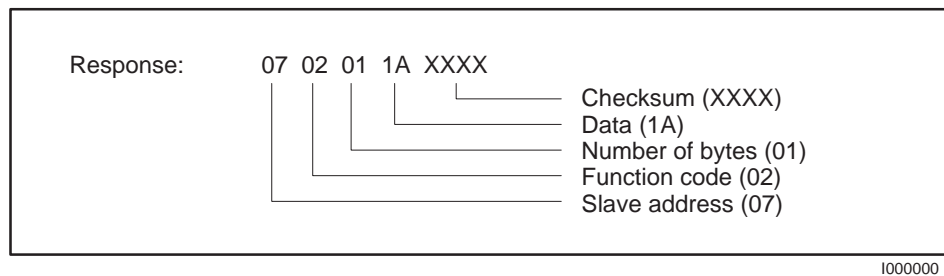 Response: 07 02 01 1A XXXX
Checksum (XXXX)
Data (1A)
Number of bytes (01)
Function code (02)
Slave address (07)
I000000